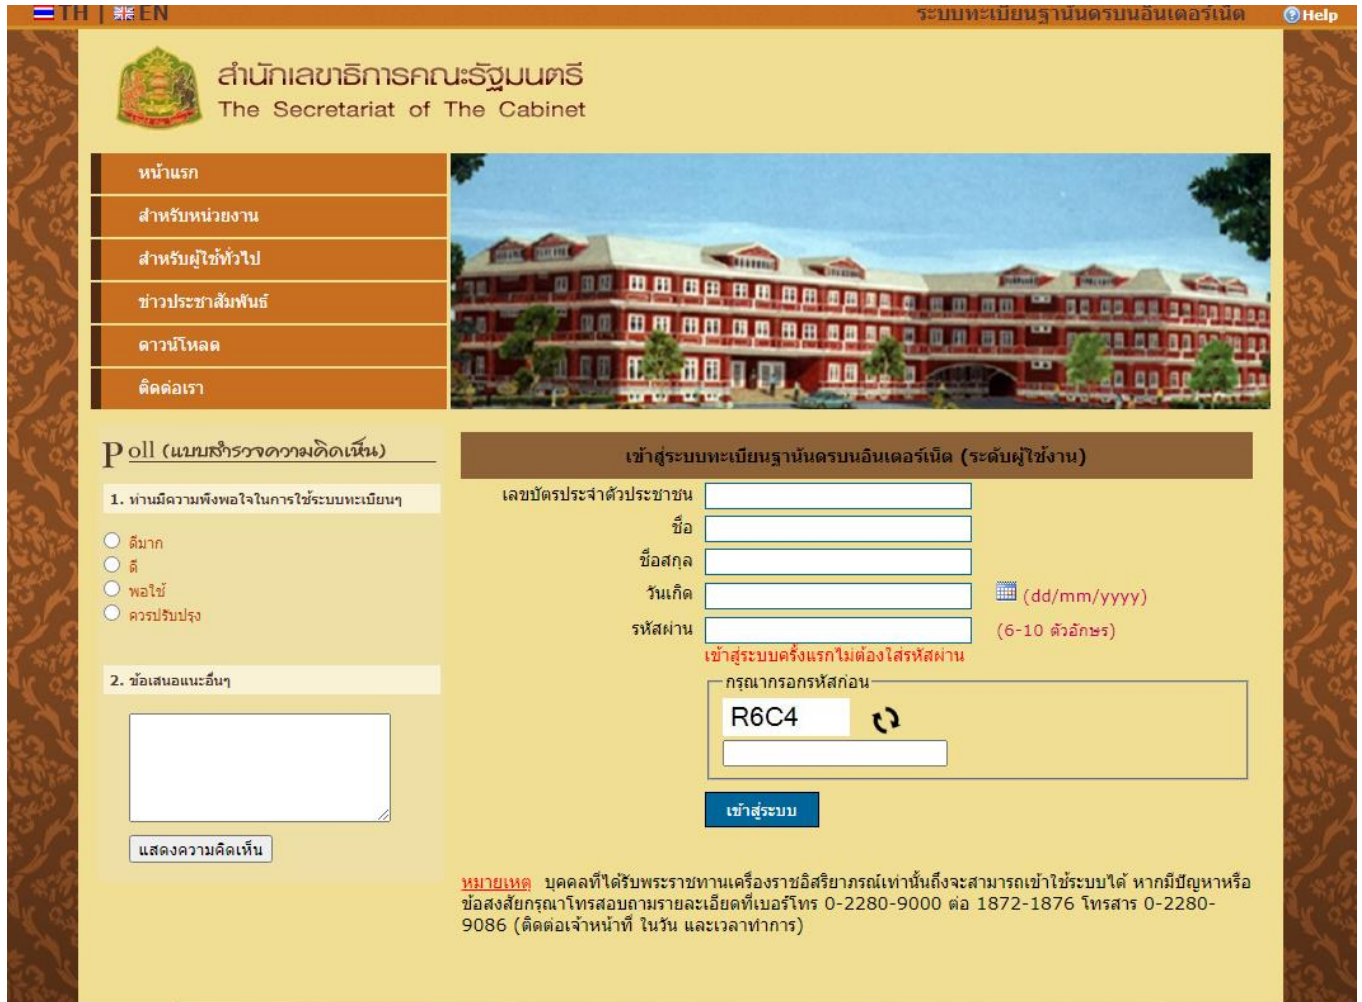 TH | EN
ระบบทะเบียนฐานันดรบนอินเตอร์เน็ต
Help
สำนักเลขาธิการคณะรัฐมนตรี
The Secretariat of The Cabinet
หน้าแรก
สำหรับหน่วยงาน
สำหรับผู้ใช้ทั่วไป
ข่าวประชาสัมพันธ์
ดาวน์โหลด
ติดต่อเรา
Poll (แบบสำรวจความคิดเห็น)
1. ท่านมีความพึงพอใจในการใช้ระบบทะเบียนฯ
ดีมาก
ดี
พอใช้
ควรปรับปรุง
2. ข้อเสนอแนะอื่นๆ
แสดงความคิดเห็น
เข้าสู่ระบบทะเบียนฐานันดรบนอินเตอร์เน็ต (ระดับผู้ใช้งาน)
เลขบัตรประจำตัวประชาชน
ชื่อ
ชื่อสกุล
วันเกิด
(dd/mm/yyyy)
รหัสผ่าน
(6-10 ตัวอักษร)
เข้าสู่ระบบครั้งแรกไม่ต้องใส่รหัสผ่าน
กรุณากรอกรหัสก่อน
R6C4
เข้าสู่ระบบ
หมายเหตุ บุคคลที่ได้รับพระราชทานเครื่องราชอิสริยาภรณ์เท่านั้นถึงจะสามารถเข้าใช้ระบบได้ หากมีปัญหาหรือ
ข้อสงสัยกรุณาโทรสอบถามรายละเอียดที่เบอร์โทร 0-2280-9000 ต่อ 1872-1876 โทรสาร 0-2280-
9086 (ติดต่อเจ้าหน้าที่ ในวัน และเวลาทำการ)